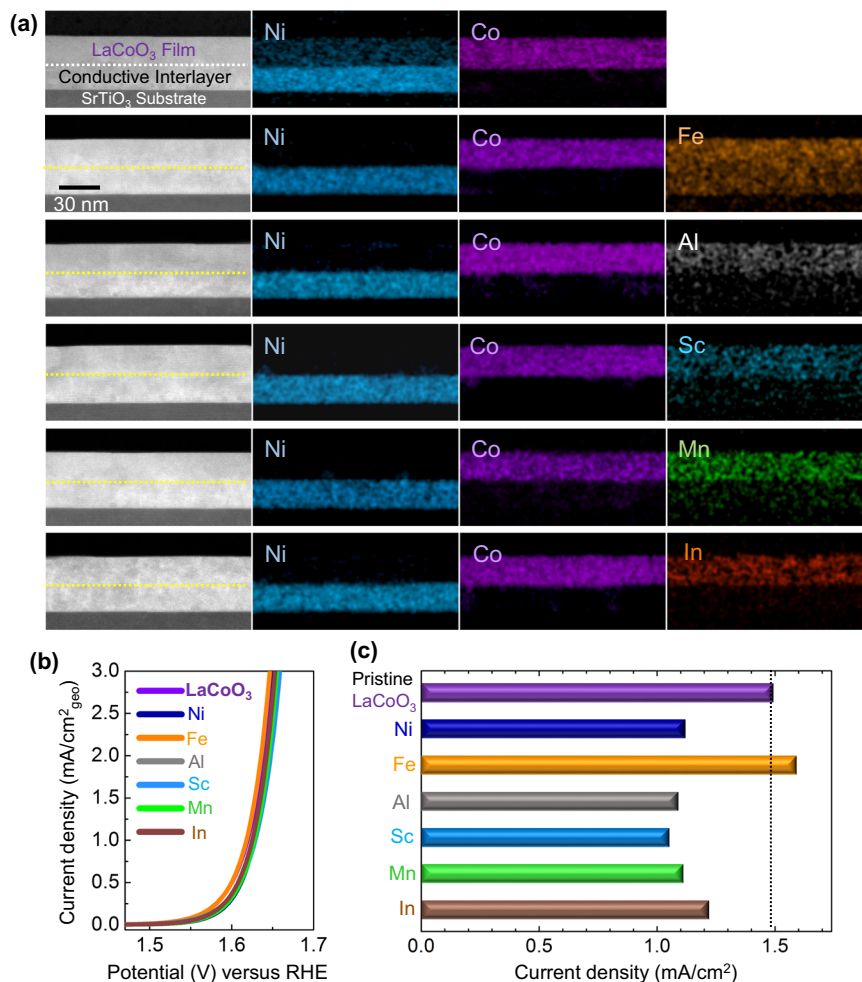 (a)
LaCoO₃ Film
Conductive Interlayer
SrTiO₃ Substrate
Ni
Co
30 nm
Ni
Co
Fe
Ni
Co
Al
Ni
Co
Sc
Ni
Co
Mn
Ni
Co
In
(b)
Current density (mA/cm²geo)
3.0
2.5
2.0
1.5
1.0
0.5
0.0
LaCoO₃
Ni
Fe
Al
Sc
Mn
In
1.5
1.6
1.7
Potential (V) versus RHE
(c)
Pristine
LaCoO₃
Ni
Fe
Al
Sc
Mn
In
0.0
0.5
1.0
1.5
Current density (mA/cm²)